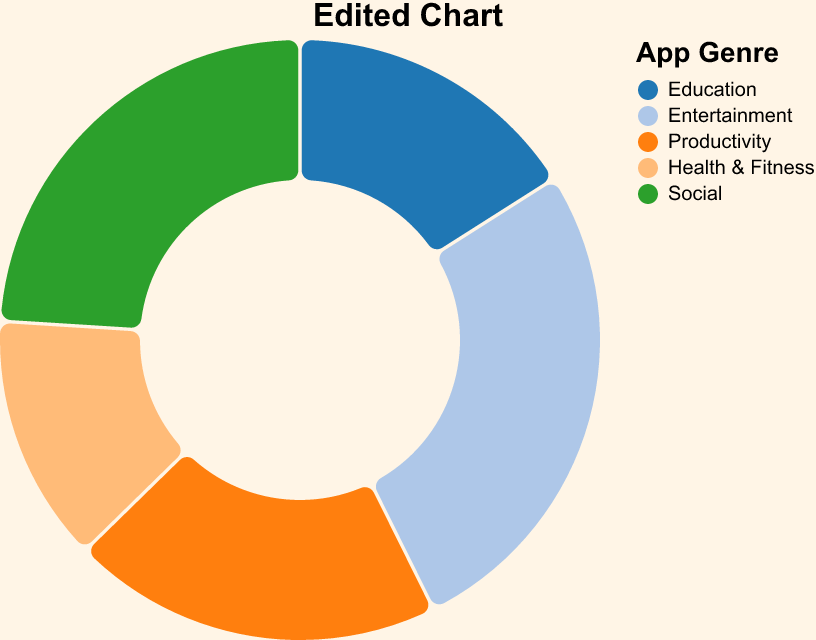 Edited Chart
App Genre
Education
Entertainment
Productivity
Health & Fitness
Social